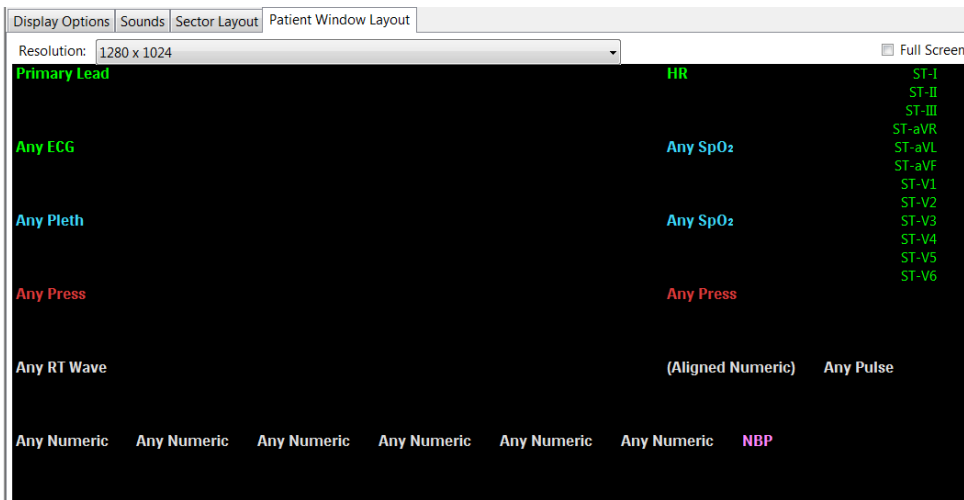 Display Options Sounds Sector Layout Patient Window Layout
Resolution: 1280 x 1024 Full Screen
Primary Lead HR ST-I
ST-II
ST-III
ST-aVR
Any ECG Any SpO₂ ST-aVL
ST-aVF
ST-V1
ST-V2
Any Pleth Any SpO₂ ST-V3
ST-V4
ST-V5
ST-V6
Any Press Any Press
Any RT Wave (Aligned Numeric) Any Pulse
Any Numeric Any Numeric Any Numeric Any Numeric Any Numeric Any Numeric NBP